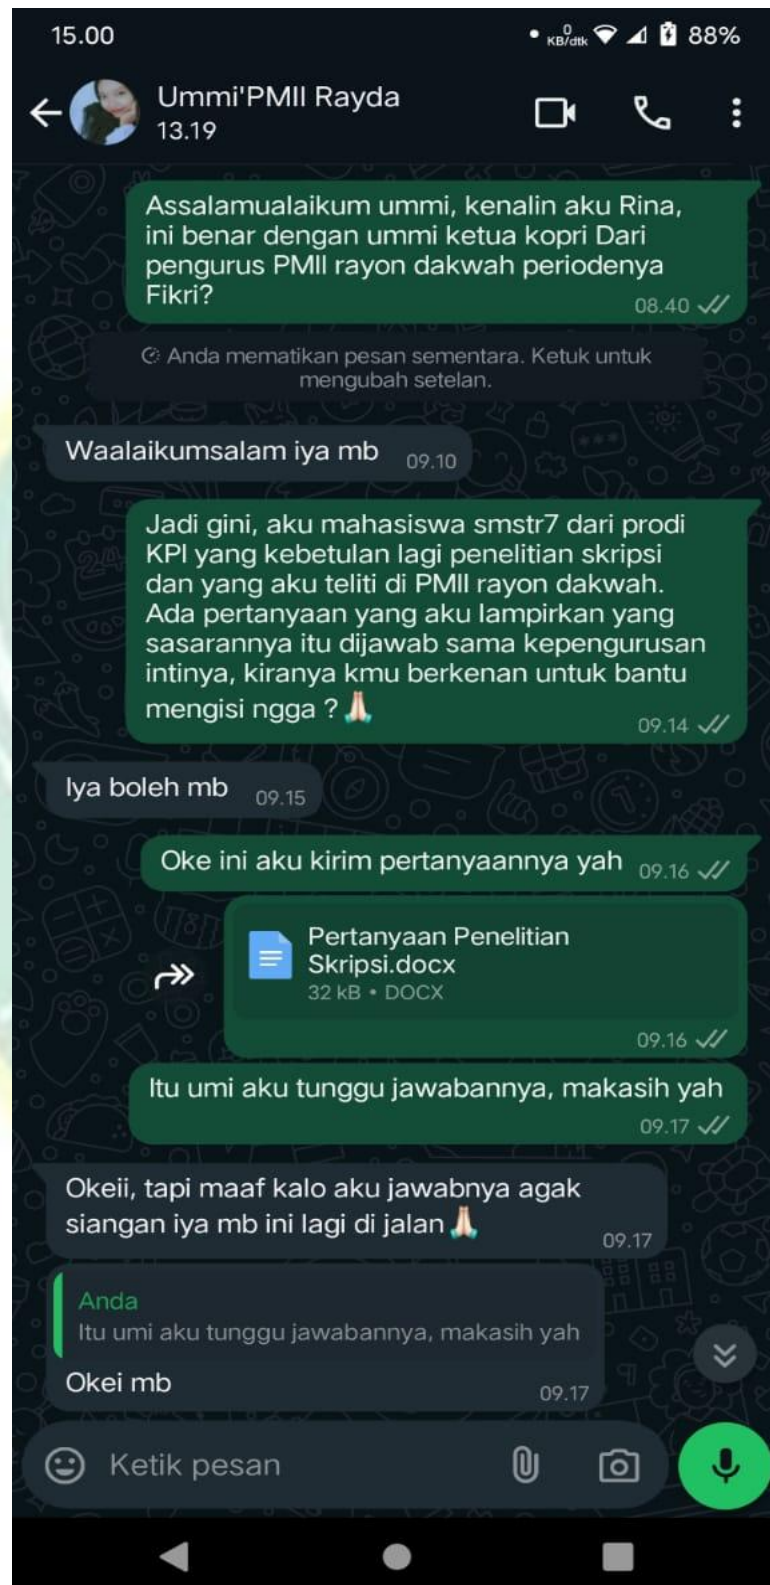 15.00
0 KB/dtk 88%
Ummi'PMII Rayda
13.19
Assalamualaikum ummi, kenalin aku Rina,
ini benar dengan ummi ketua kopri Dari
pengurus PMII rayon dakwah periodenya
Fikri?
08.40
Anda mematikan pesan sementara. Ketuk untuk
mengubah setelan.
Waalaikumsalam iya mb 09.10
Jadi gini, aku mahasiswa smstr7 dari prodi
KPI yang kebetulan lagi penelitian skripsi
dan yang aku teliti di PMII rayon dakwah.
Ada pertanyaan yang aku lampirkan yang
sasarannya itu dijawab sama kepengurusan
intinya, kiranya kmu berkenan untuk bantu
mengisi ngga ?🙏🏻
09.14
Iya boleh mb 09.15
Oke ini aku kirim pertanyaannya yah 09.16
Pertanyaan Penelitian
Skripsi.docx
32 kB • DOCX
09.16
Itu umi aku tunggu jawabannya, makasih yah
09.17
Okeii, tapi maaf kalo aku jawabnya agak
siangan iya mb ini lagi di jalan🙏🏻
09.17
Anda
Itu umi aku tunggu jawabannya, makasih yah
Okei mb
09.17
Ketik pesan